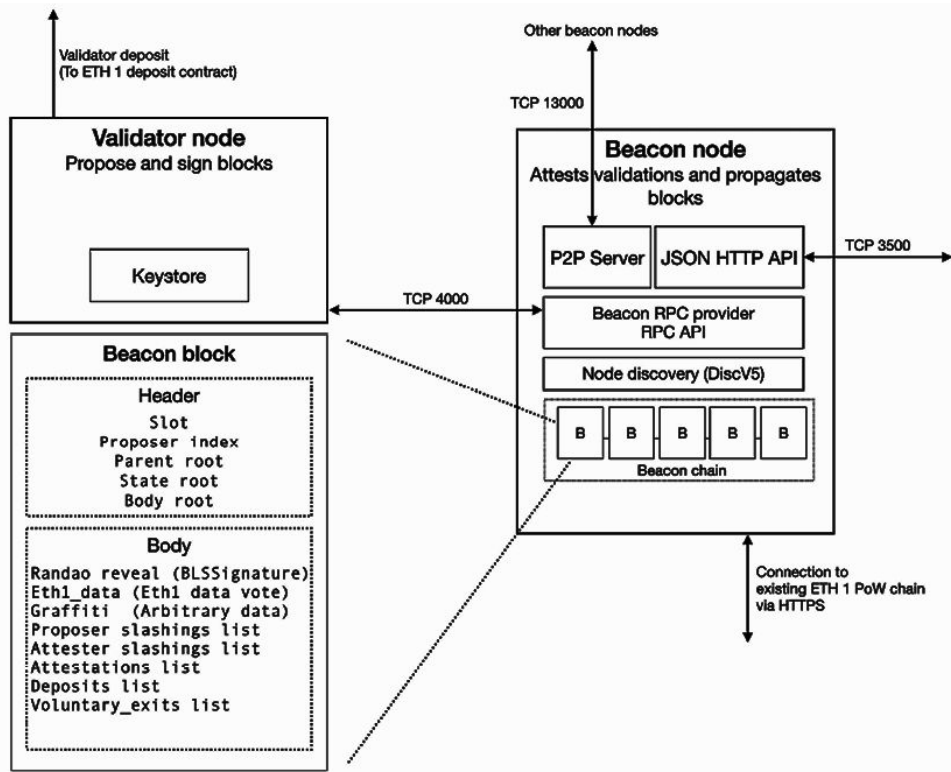 Validator deposit
(To ETH 1 deposit contract)
Validator node
Propose and sign blocks
Keystore
Other beacon nodes
TCP 13000
Beacon node
Attests validations and propagates
blocks
P2P Server
JSON HTTP API
TCP 3500
TCP 4000
Beacon RPC provider
RPC API
Node discovery (DiscV5)
B
B
B
B
B
Beacon chain
Connection to
existing ETH 1 PoW chain
via HTTPS
Beacon block
Header
Slot
Proposer index
Parent root
State root
Body root
Body
Randao reveal (BLSSignature)
Eth1_data (Eth1 data vote)
Graffiti (Arbitrary data)
Proposer slashings list
Attester slashings list
Attestations list
Deposits list
Voluntary_exits list